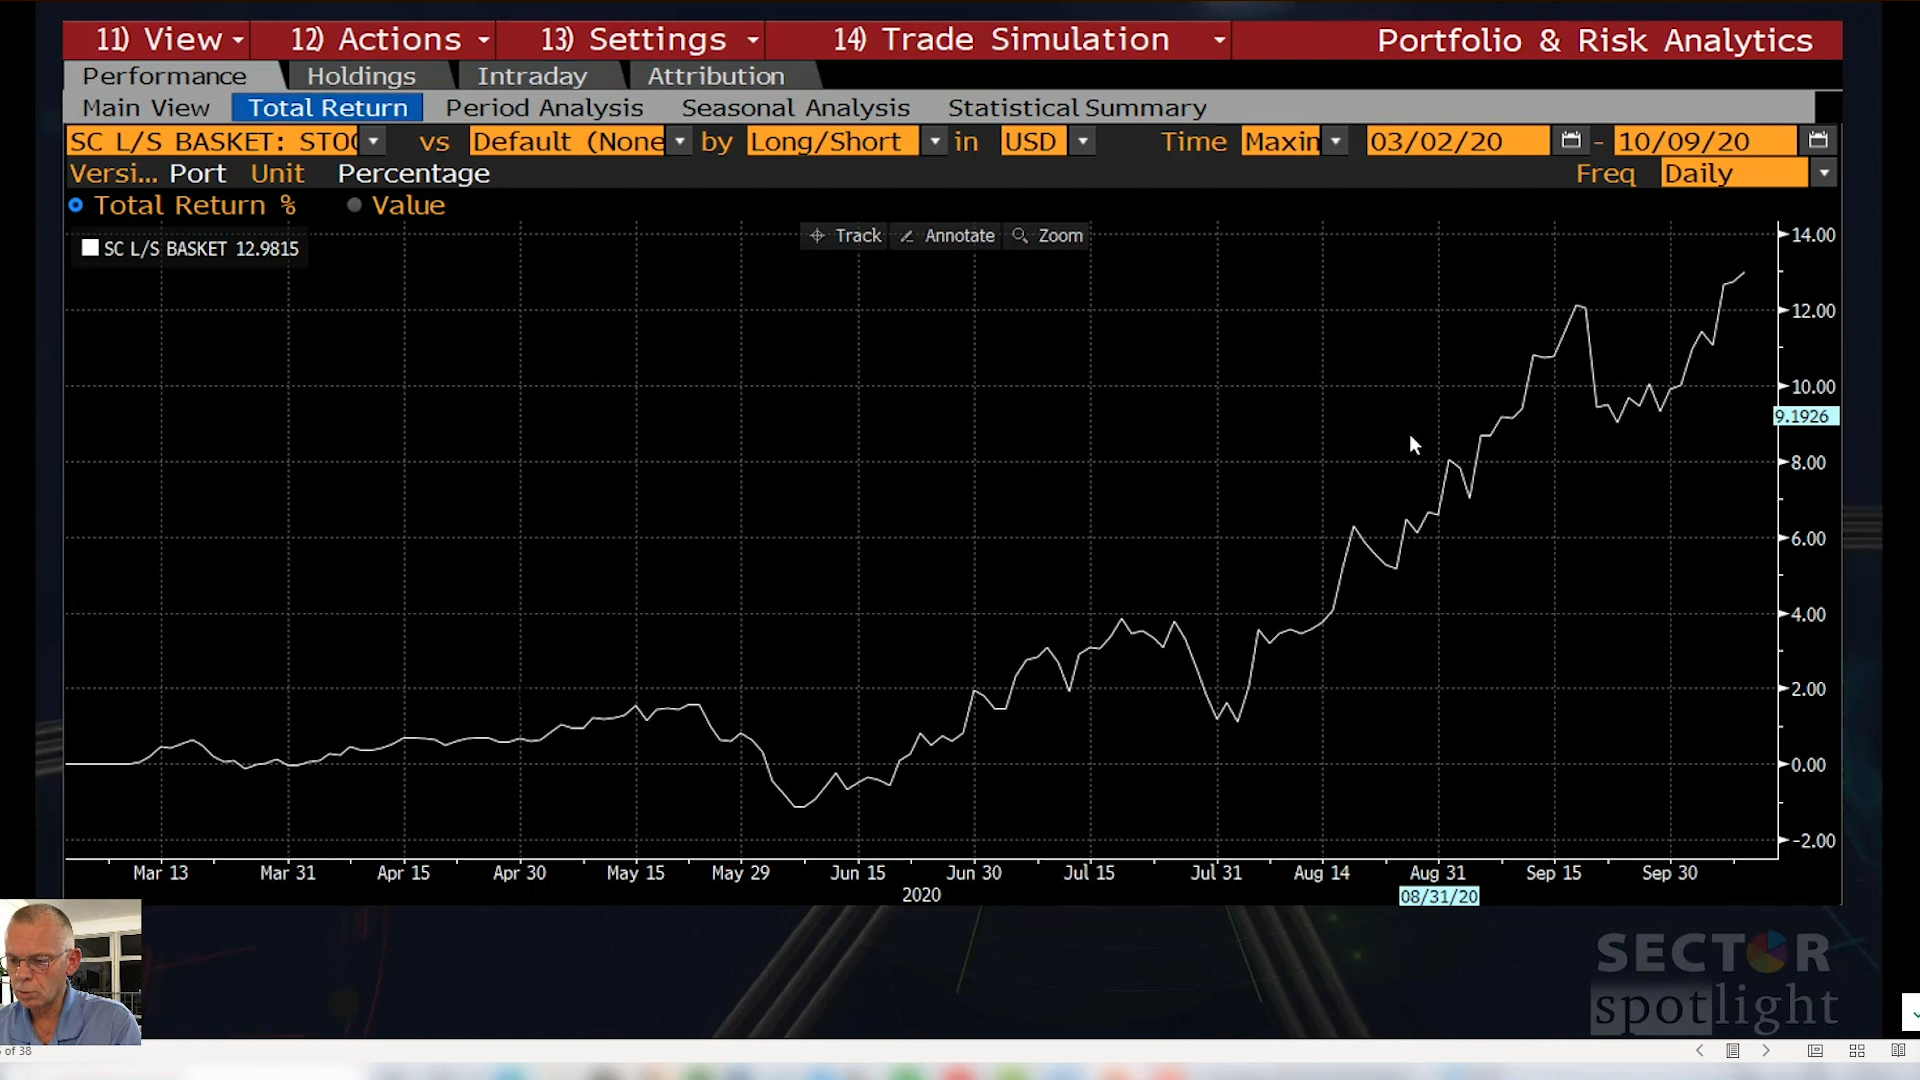 11) View 12) Actions 13) Settings 14) Trade Simulation Portfolio & Risk Analytics
Performance Holdings Intraday Attribution
Main View Total Return Period Analysis Seasonal Analysis Statistical Summary
SC L/S BASKET: STOC vs Default (None by Long/Short in USD Time Maxin 03/02/20 - 10/09/20
Versi... Port Unit Percentage Freq Daily
Total Return % Value
Track Annotate Zoom
SC L/S BASKET 12.9815
14.00
12.00
10.00
9.1926
8.00
6.00
4.00
2.00
0.00
-2.00
Mar 13 Mar 31 Apr 15 Apr 30 May 15 May 29 Jun 15 Jun 30 Jul 15 Jul 31 Aug 14 Aug 31 Sep 15 Sep 30
2020 08/31/20
SECTOR
spotlight
of 38